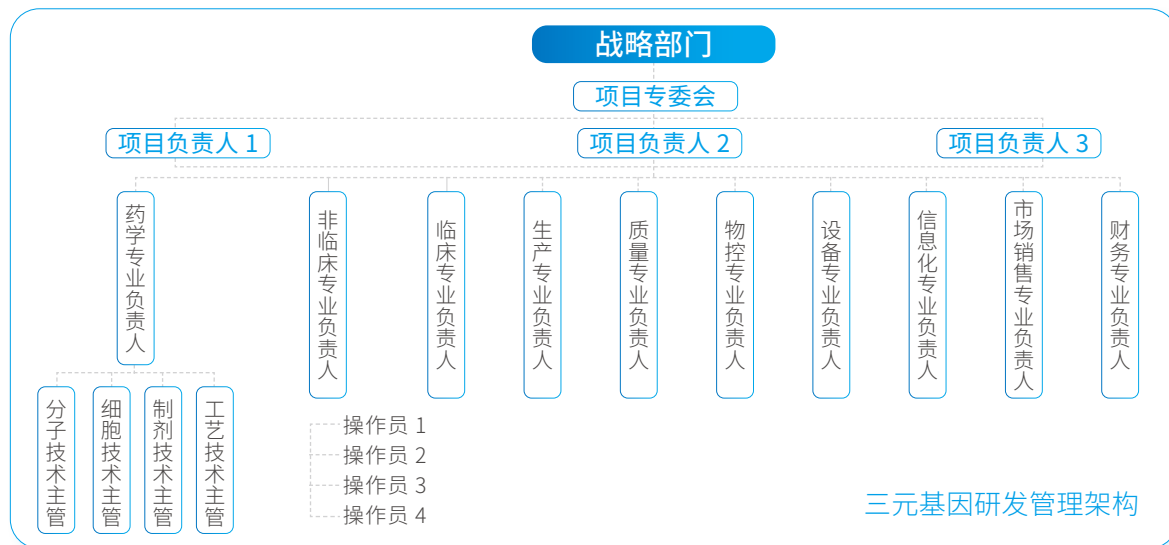 战略部门
项目专委会
项目负责人 1
项目负责人 2
项目负责人 3
药学专业负责人
非临床专业负责人
临床专业负责人
生产专业负责人
质量专业负责人
物控专业负责人
设备专业负责人
信息化专业负责人
市场销售专业负责人
财务专业负责人
分子技术主管
细胞技术主管
制剂技术主管
工艺技术主管
操作员 1
操作员 2
操作员 3
操作员 4
三元基因研发管理架构